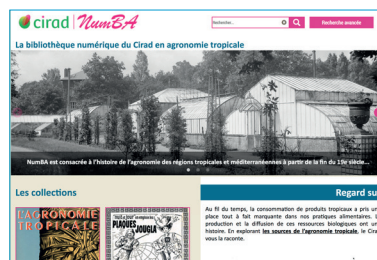 cirad NumBA
Rechercher... Recherche avancée
La bibliothèque numérique du Cirad en agronomie tropicale
NumBA est consacrée à l'histoire de l'agronomie des régions tropicales et méditerranéennes à partir de la fin du 19e siècle...
Les collections
Regard su
L'AGRONOMIE
TROPICALE
PLAQUES
JOUGLA
Au fil du temps, la consommation de produits tropicaux a pris un
place tout à fait marquante dans nos pratiques alimentaires. L
production et la diffusion de ces ressources biologiques ont un
histoire. En explorant les sources de l'agronomie tropicale, le Cira
vous la raconte.